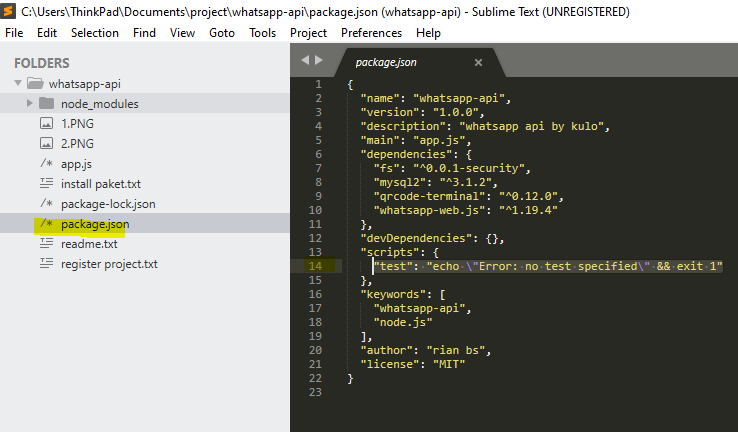 C:\Users\ThinkPad\Documents\project\whatsapp-api\package.json (whatsapp-api) - Sublime Text (UNREGISTERED)
File Edit Selection Find View Goto Tools Project Preferences Help
FOLDERS
whatsapp-api
node_modules
1.PNG
2.PNG
app.js
install paket.txt
package-lock.json
package.json
readme.txt
register project.txt
package.json
1 {
2 "name": "whatsapp-api",
3 "version": "1.0.0",
4 "description": "whatsapp api by kulo",
5 "main": "app.js",
6 "dependencies": {
7 "fs": "^0.0.1-security",
8 "mysql2": "^3.1.2",
9 "qrcode-terminal": "^0.12.0",
10 "whatsapp-web.js": "^1.19.4"
11 },
12 "devDependencies": {},
13 "scripts": {
14 "test": "echo \"Error: no test specified\" && exit 1"
15 },
16 "keywords": [
17 "whatsapp-api",
18 "node.js"
19 ],
20 "author": "rian bs",
21 "license": "MIT"
22 }
23